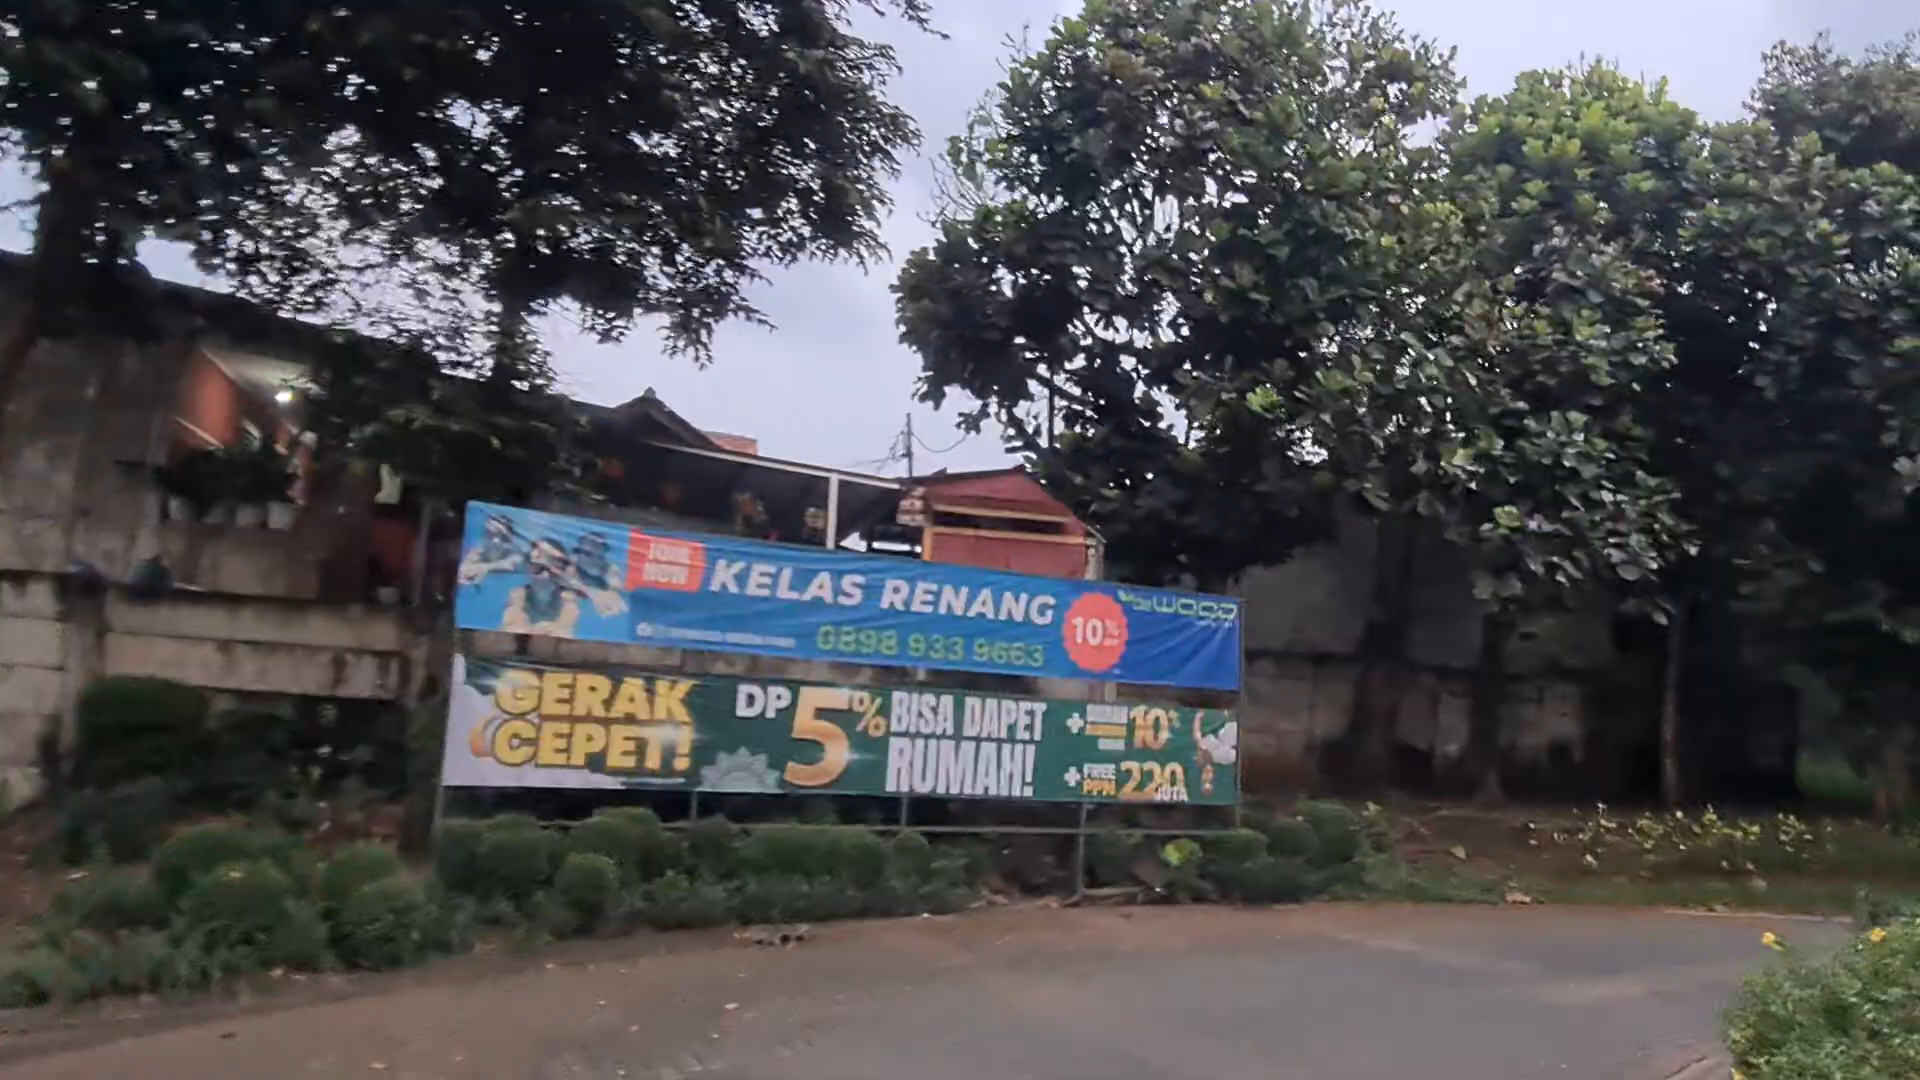 JOIN
NOW
KELAS RENANG
0898 933 9663
10%
GERAK
CEPET!
DP 5% BISA DAPET
RUMAH!
+ 10%
+ FREE
PPN 220
JUTA